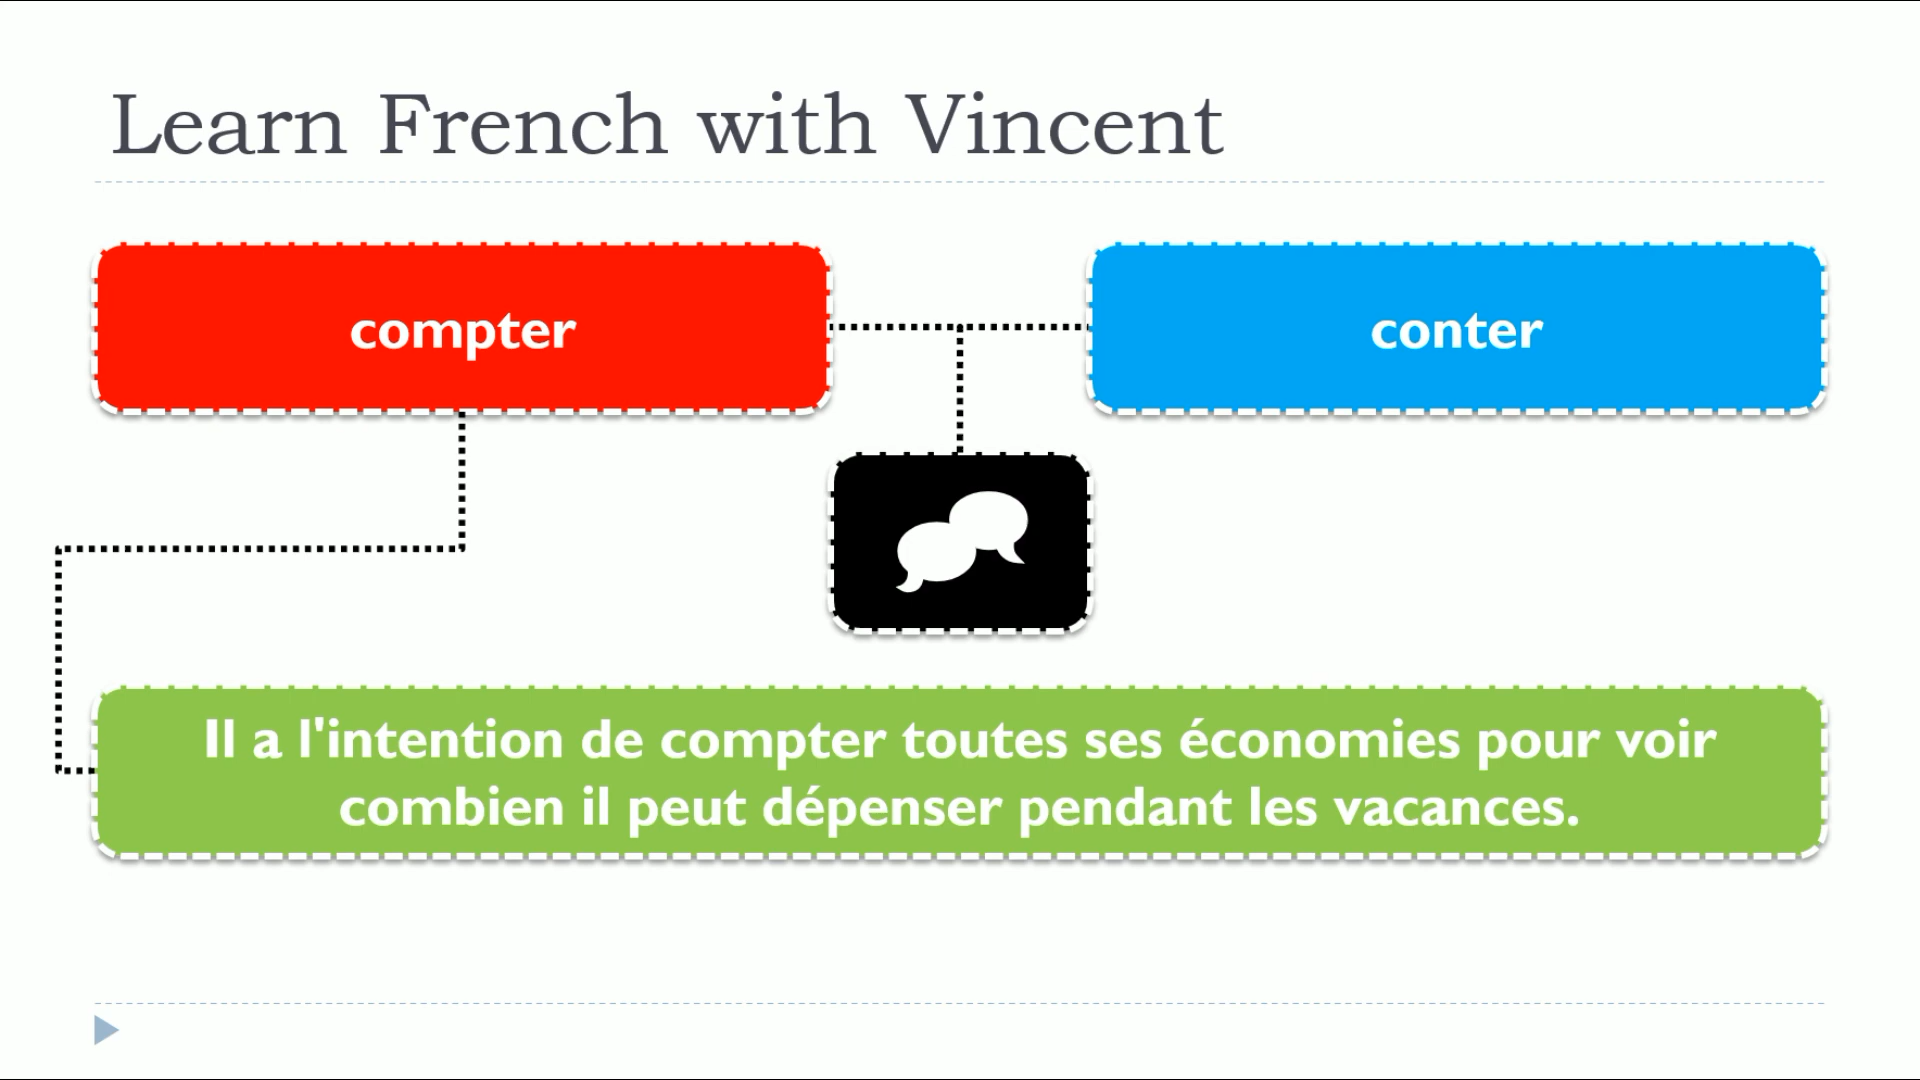 Learn French with Vincent
compter
conter
Il a l'intention de compter toutes ses économies pour voir
combien il peut dépenser pendant les vacances.